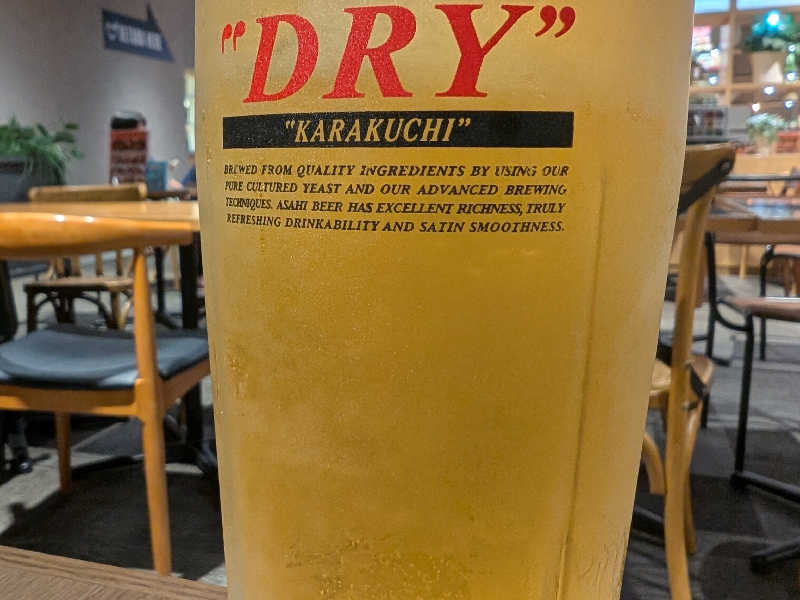 "DRY"
"KARAKUCHI"
BREWED FROM QUALITY INGREDIENTS BY USING OUR
PURE CULTURED YEAST AND OUR ADVANCED BREWING
TECHNIQUES. ASAHI BEER HAS EXCELLENT RICHNESS, TRULY
REFRESHING DRINKABILITY AND SATIN SMOOTHNESS.